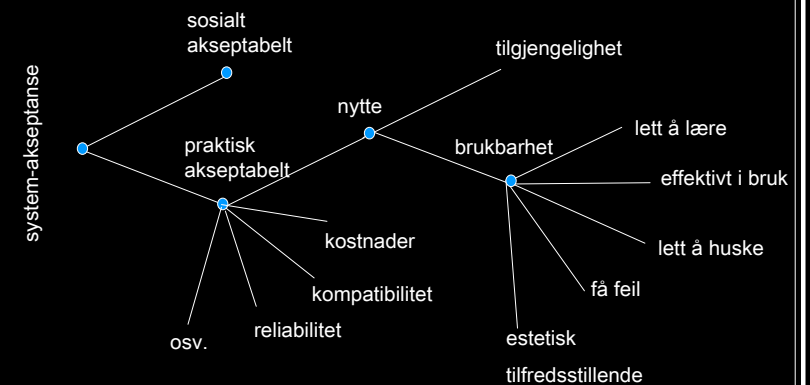 system-akseptanse
sosialt
akseptabelt
praktisk
akseptabelt
nytte
tilgjengelighet
brukbarhet
lett å lære
effektivt i bruk
lett å huske
få feil
estetisk
tilfredsstillende
kostnader
kompatibilitet
reliabilitet
osv.